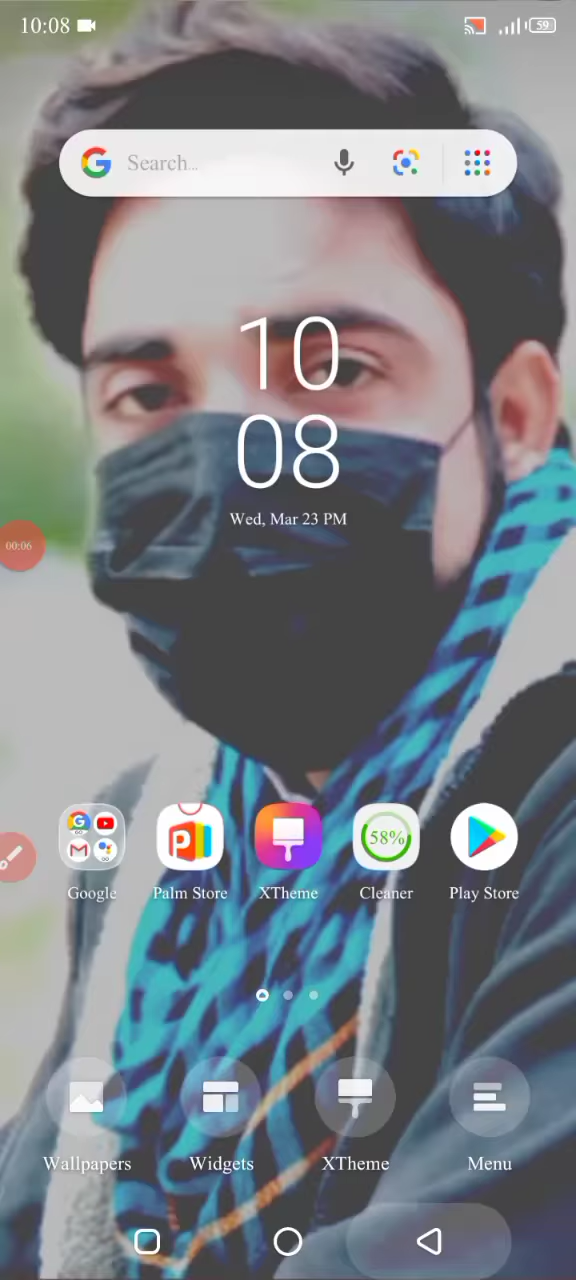 10:08
59
Search...
10
08
Wed, Mar 23 PM
00:06
58%
Google
Palm Store
XTheme
Cleaner
Play Store
Wallpapers
Widgets
XTheme
Menu